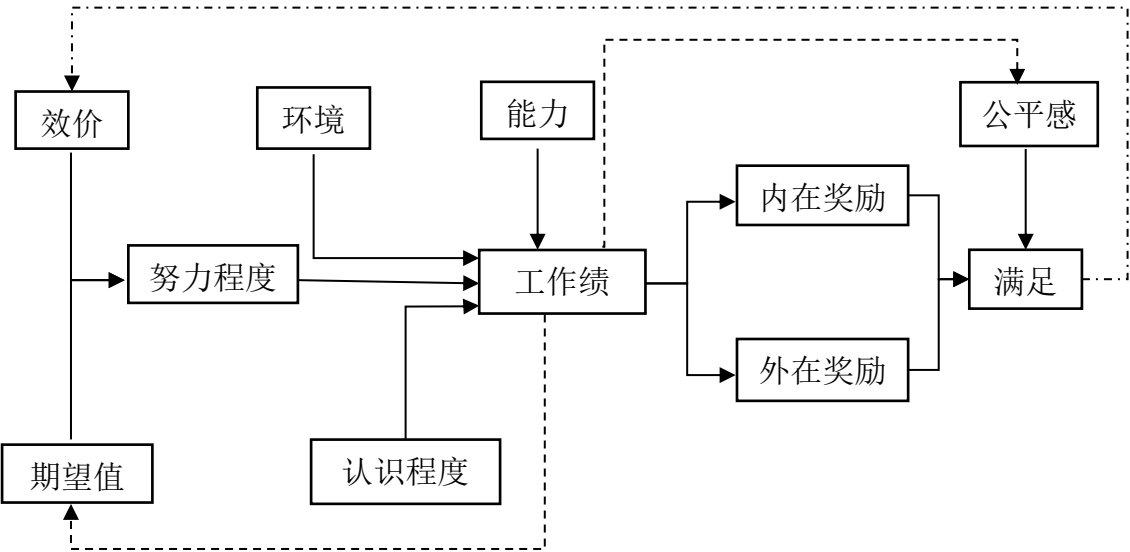 效价
环境
能力
公平感
内在奖励
努力程度
工作绩
满足
外在奖励
期望值
认识程度